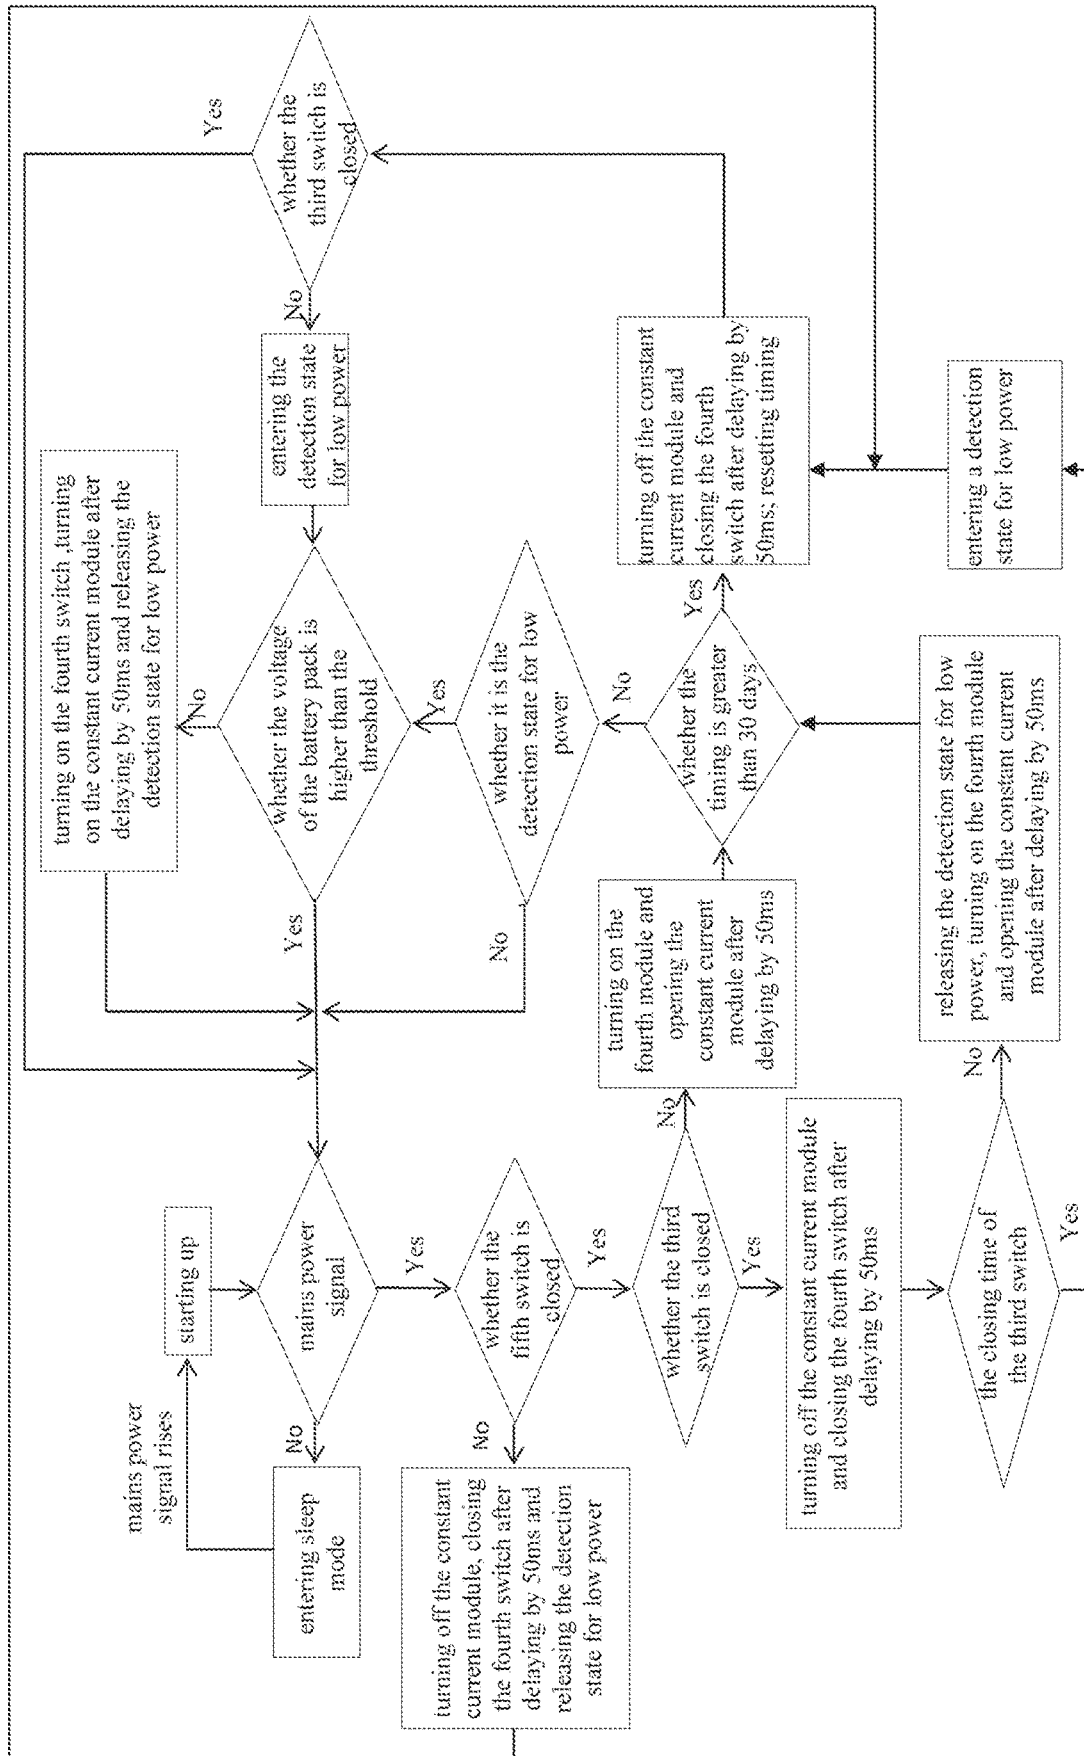 starting up
mains power
signal rises
entering sleep
mode
mains power
signal
No
Yes
whether the
fifth switch is
closed
No
Yes
turning off the constant
current module, closing
the fourth switch after
delaying by 50ms and
releasing the detection
state for low power
whether the third
switch is closed
No
Yes
turning on the
fourth module and
opening the
constant current
module after
delaying by 50ms
turning off the constant current module
and closing the fourth switch after
delaying by 50ms
the closing time of
the third switch
No
Yes
releasing the detection state for low
power, turning on the fourth module
and opening the constant current
module after delaying by 50ms
entering a detection
state for low power
whether the
timing is greater
than 30 days
Yes
No
turning off the constant
current module and
closing the fourth
switch after delaying by
50ms; resetting timing
whether it is the
detection state for low
power
Yes
No
whether the voltage
of the battery pack is
higher than the
threshold
Yes
No
turning on the fourth switch ,turning
on the constant current module after
delaying by 50ms and releasing the
detection state for low power
entering the
detection state
for low power
No
whether the
third switch is
closed
Yes